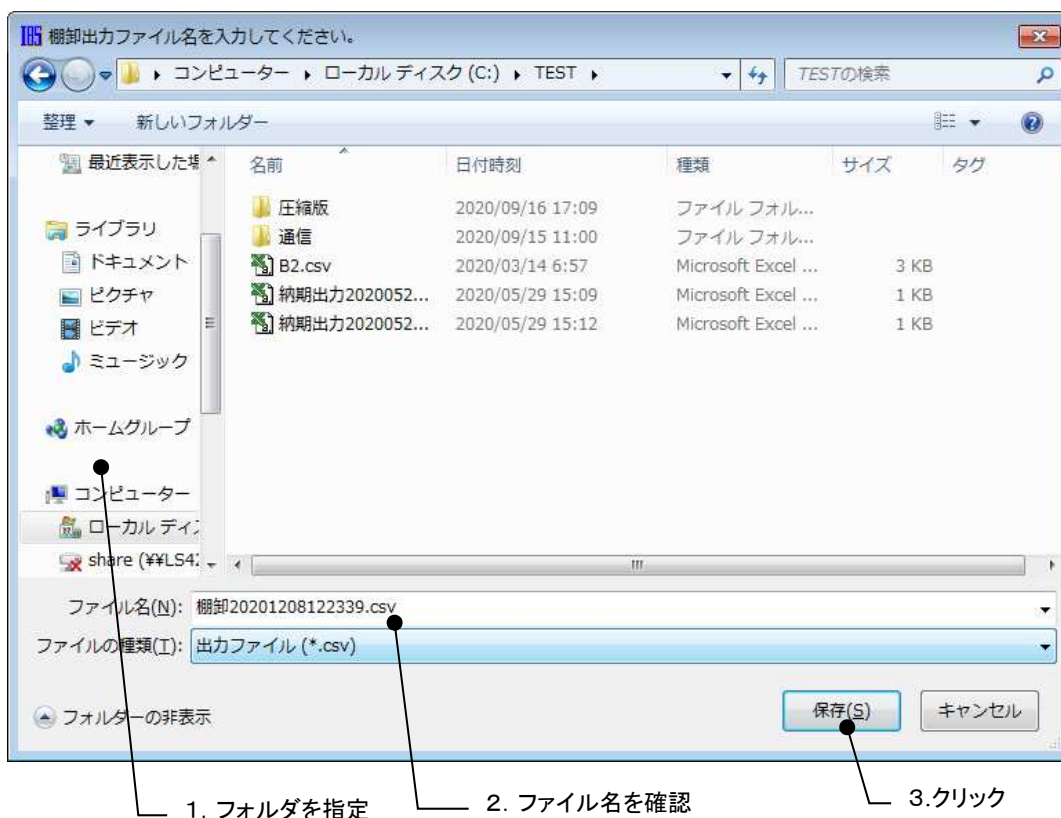 IBS 棚卸出力ファイル名を入力してください。
コンピューター ▸ ローカル ディスク (C:) ▸ TEST ▸ TESTの検索
整理 ▼ 新しいフォルダー
最近表示した場
ライブラリ
ドキュメント
ピクチャ
ビデオ
ミュージック
ホームグループ
コンピューター
ローカル ディ
share (¥¥LS42
名前 日付時刻 種類 サイズ タグ
圧縮版 2020/09/16 17:09 ファイル フォル...
通信 2020/09/15 11:00 ファイル フォル...
B2.csv 2020/03/14 6:57 Microsoft Excel ... 3 KB
納期出力2020052... 2020/05/29 15:09 Microsoft Excel ... 1 KB
納期出力2020052... 2020/05/29 15:12 Microsoft Excel ... 1 KB
ファイル名(N): 棚卸20201208122339.csv
ファイルの種類(T): 出力ファイル (*.csv)
フォルダーの非表示 保存(S) キャンセル
1. フォルダを指定 2. ファイル名を確認 3.クリック